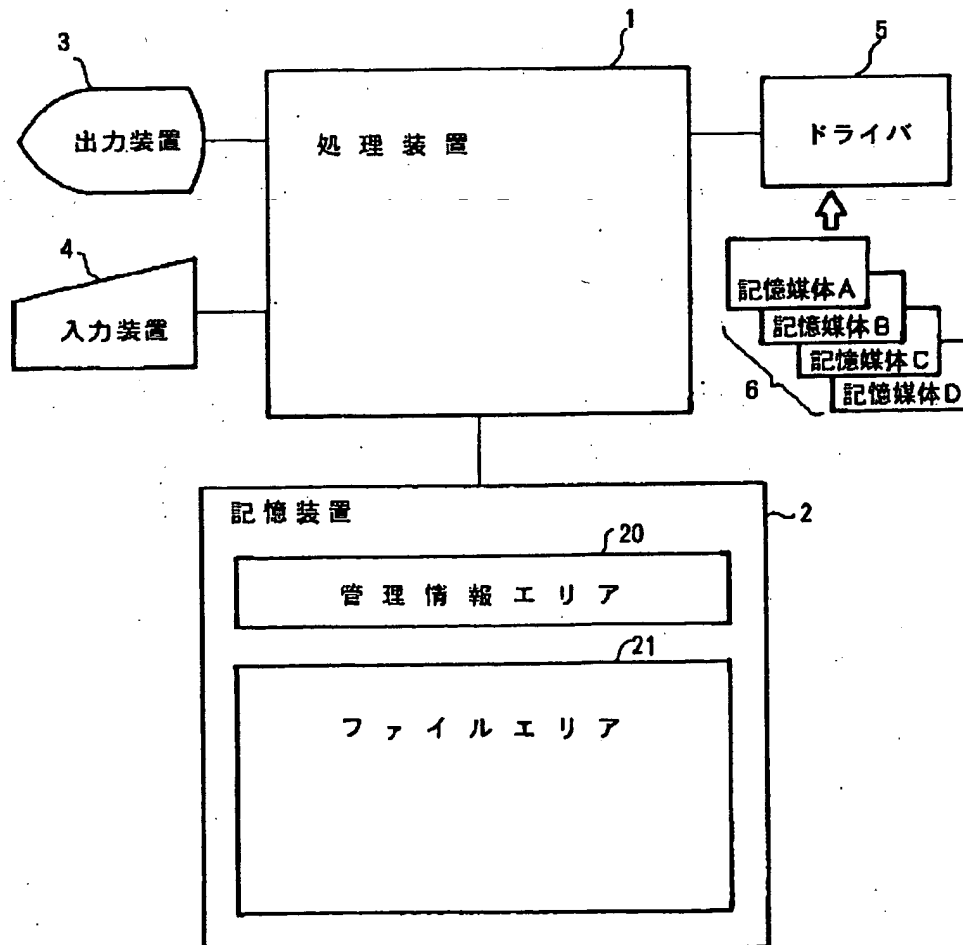 1
3
5
出力装置
処理装置
ドライバ
4
入力装置
記憶媒体A
記憶媒体B
記憶媒体C
記憶媒体D
6
記憶装置
2
20
管理情報エリア
21
ファイルエリア